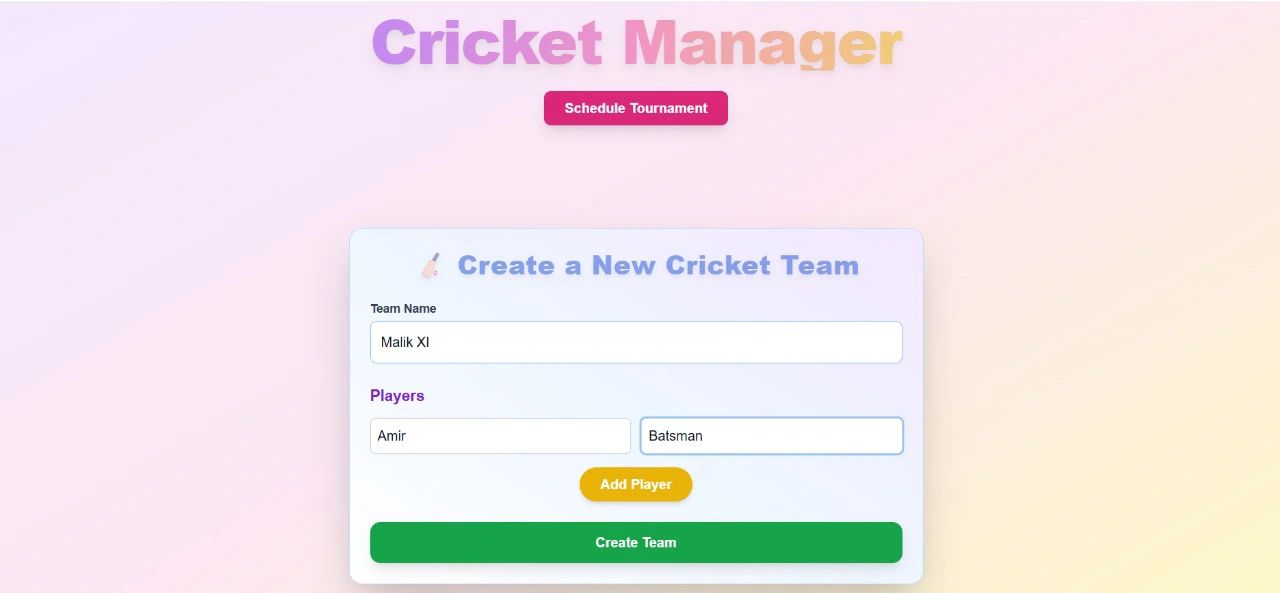 Cricket Manager
Schedule Tournament
Create a New Cricket Team
Team Name
Malik XI
Players
Amir Batsman
Add Player
Create Team